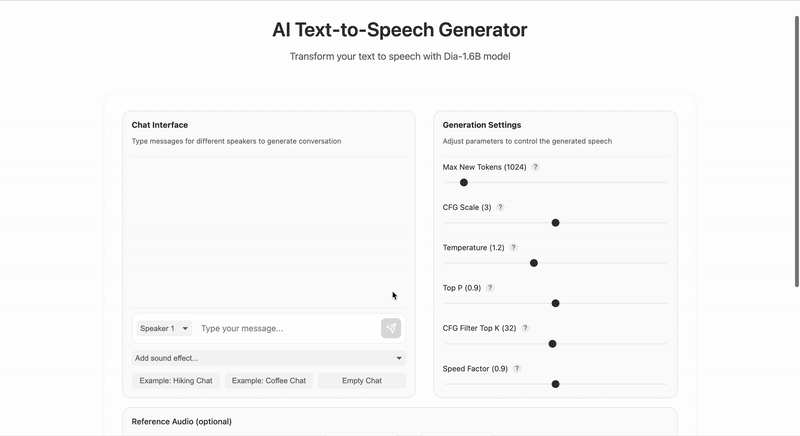 AI Text-to-Speech Generator
Transform your text to speech with Dia-1.6B model
Chat Interface
Type messages for different speakers to generate conversation
Speaker 1
Type your message...
Add sound effect...
Example: Hiking Chat
Example: Coffee Chat
Empty Chat
Generation Settings
Adjust parameters to control the generated speech
Max New Tokens (1024) ?
CFG Scale (3) ?
Temperature (1.2) ?
Top P (0.9) ?
CFG Filter Top K (32) ?
Speed Factor (0.9) ?
Reference Audio (optional)